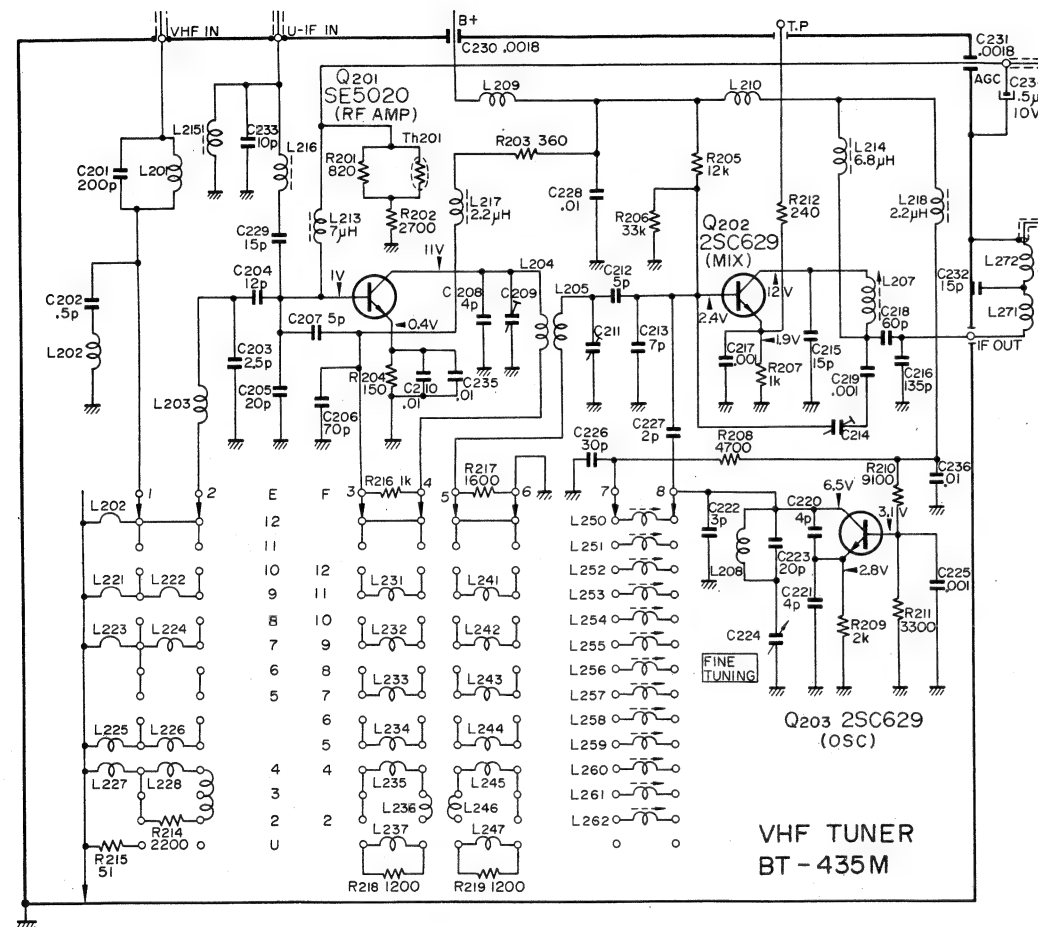 VHF IN
U-IF IN
B+
T.P
C230 .0018
C231
.0018
AGC
10V
Q201
SE5020
(RF AMP)
L209
L210
L215
C233
10p
L216
Th201
R203 360
R201
820
R205
12k
L214
6.8μH
C201
200p
L201
L213
7μH
R202
2700
L217
2.2μH
C228
.01
R206
33k
R212
240
L218
2.2μH
Q202
2SC629
(MIX)
C229
15p
11V
L204
C212
5p
C204
12p
1V
C208
4p
C209
L205
2.4V
12V
L207
C232
15p
L272
C202
.5p
C207 5p
0.4V
C211
C213
7p
1.9V
C218
60p
L271
IF OUT
L202
C203
2.5p
C205
20p
R204
150
C210
.01
C235
.01
C217
.001
R207
1k
C215
15p
C219
.001
C216
135p
L203
C206
70p
C226
30p
C227
2p
R208
4700
C214
R216 1k
R217
1600
R210
9100
C236
.01
1 2 E F 3 4 5 6 7 8
L202
12
L250
C222
3p
C220
4p
6.5V
3.1V
11
L251
L208
C223
20p
10 12
L231 L241
L252
2.8V
L221 L222
9 11
L253
C221
4p
C225
.001
8 10
L254
R209
2k
R211
3300
L223 L224
7 9
L232 L242
L255
C224
6 8
L256
FINE
TUNING
5 7
L233 L243
L257
6
L258
Q203 2SC629
(OSC)
L225 L226
5
L234 L244
L259
4 4
L235 L245
L260
L227 L228
3
L236 L246
L261
2 2
L262
R214
2200
L237 L247
U
R215
51
R218 1200
R219 1200
VHF TUNER
BT-435M